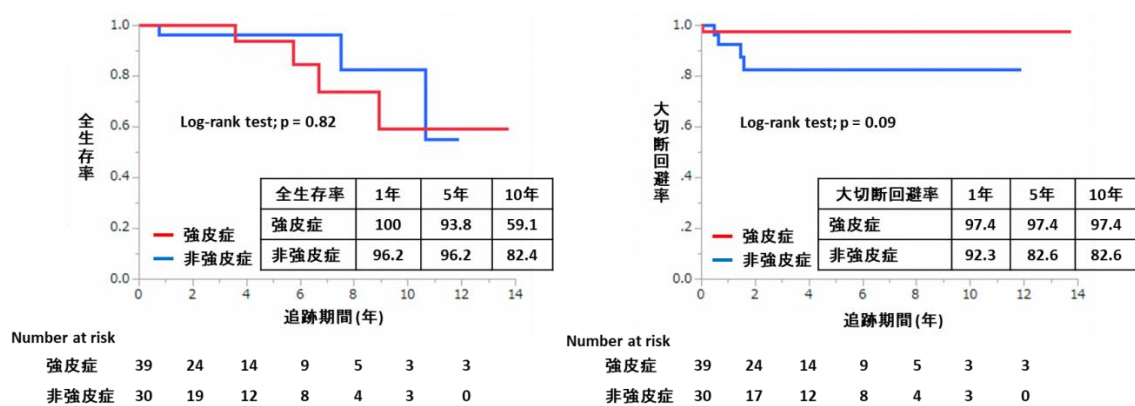 1.0
0.8
0.6
0.4
0.2
0.0
全生存率
Log-rank test; p = 0.82
全生存率 1年 5年 10年
強皮症 100 93.8 59.1
非強皮症 96.2 96.2 82.4
強皮症
非強皮症
0 2 4 6 8 10 12 14
追跡期間(年)
Number at risk
強皮症 39 24 14 9 5 3 3
非強皮症 30 19 12 8 4 3 0
1.0
.8
.6
.4
.2
0.0
大切断回避率
Log-rank test; p = 0.09
大切断回避率 1年 5年 10年
強皮症 97.4 97.4 97.4
非強皮症 92.3 82.6 82.6
強皮症
非強皮症
0 2 4 6 8 10 12 14
追跡期間(年)
Number at risk
強皮症 39 24 14 9 5 3 3
非強皮症 30 17 12 8 4 3 0